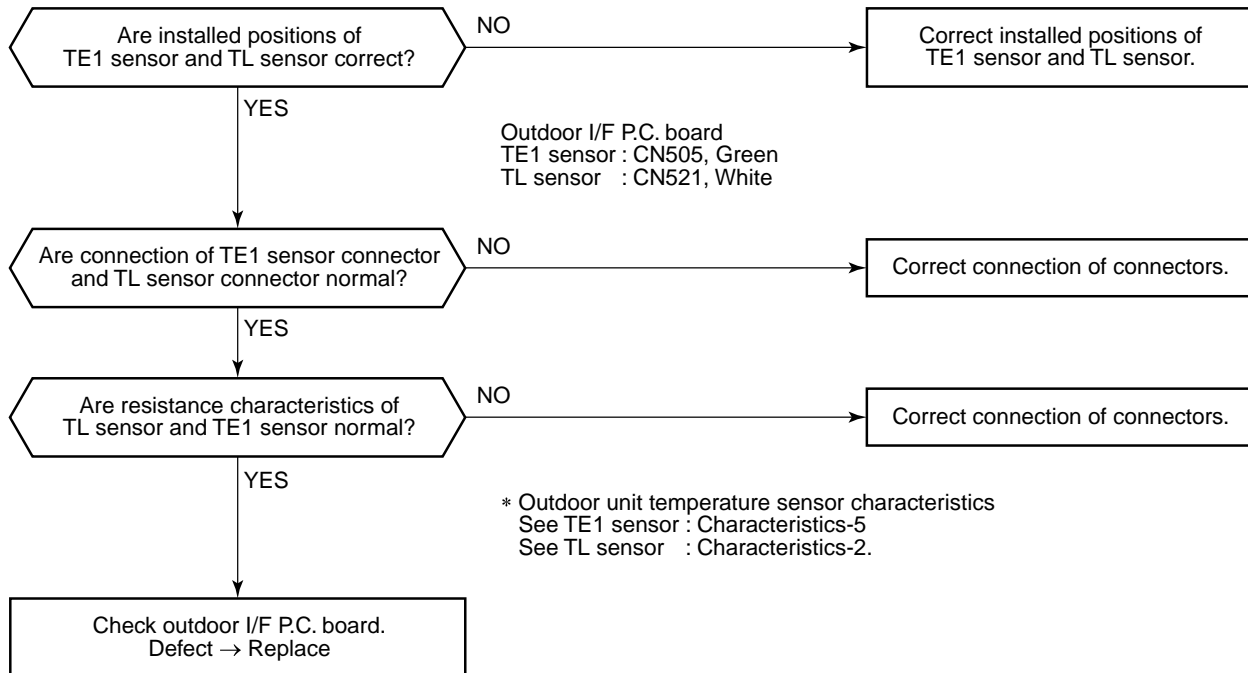 Are installed positions of
TE1 sensor and TL sensor correct?
NO
Correct installed positions of
TE1 sensor and TL sensor.
YES
Outdoor I/F P.C. board
TE1 sensor : CN505, Green
TL sensor : CN521, White
Are connection of TE1 sensor connector
and TL sensor connector normal?
NO
Correct connection of connectors.
YES
Are resistance characteristics of
TL sensor and TE1 sensor normal?
NO
Correct connection of connectors.
YES
* Outdoor unit temperature sensor characteristics
See TE1 sensor : Characteristics-5
See TL sensor : Characteristics-2.
Check outdoor I/F P.C. board.
Defect → Replace